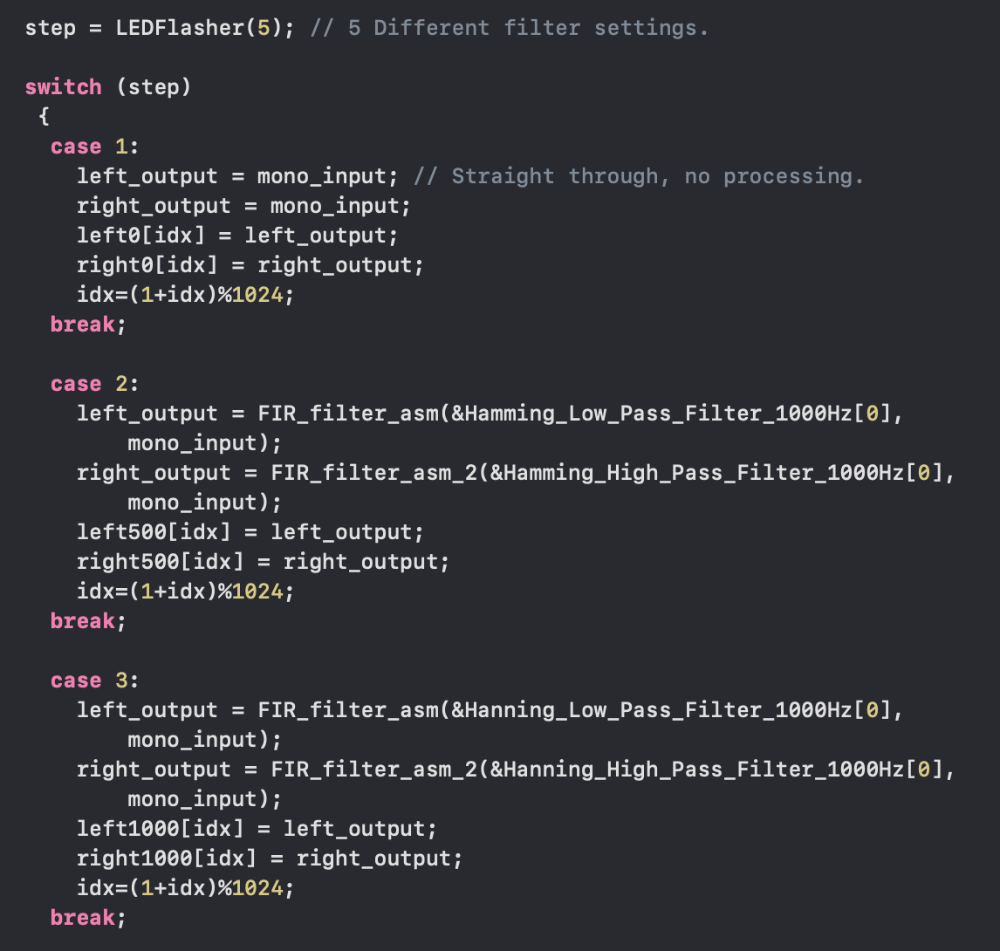 step = LEDFlasher(5); // 5 Different filter settings.
switch (step)
{
case 1:
left_output = mono_input; // Straight through, no processing.
right_output = mono_input;
left0[idx] = left_output;
right0[idx] = right_output;
idx=(1+idx)%1024;
break;
case 2:
left_output = FIR_filter_asm(&Hamming_Low_Pass_Filter_1000Hz[0],
mono_input);
right_output = FIR_filter_asm_2(&Hamming_High_Pass_Filter_1000Hz[0],
mono_input);
left500[idx] = left_output;
right500[idx] = right_output;
idx=(1+idx)%1024;
break;
case 3:
left_output = FIR_filter_asm(&Hanning_Low_Pass_Filter_1000Hz[0],
mono_input);
right_output = FIR_filter_asm_2(&Hanning_High_Pass_Filter_1000Hz[0],
mono_input);
left1000[idx] = left_output;
right1000[idx] = right_output;
idx=(1+idx)%1024;
break;